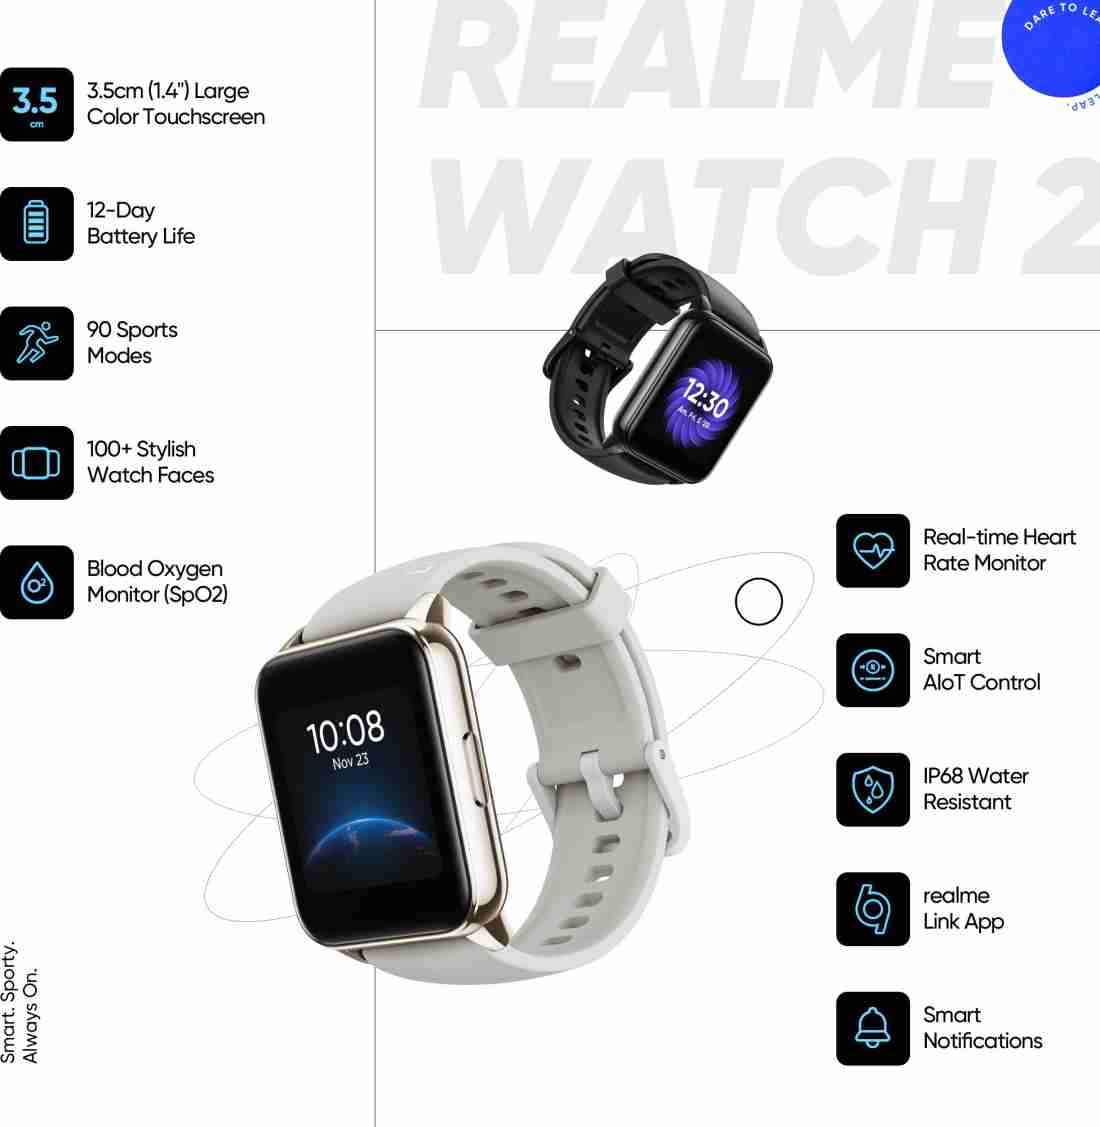 REALME
WATCH 2
DARE TO LEA
LEAP.
3.5
cm
3.5cm (1.4") Large
Color Touchscreen
12-Day
Battery Life
90 Sports
Modes
100+ Stylish
Watch Faces
O²
Blood Oxygen
Monitor (SpO2)
12:30
10:08
Nov 23
Real-time Heart
Rate Monitor
Smart
AIoT Control
IP68 Water
Resistant
realme
Link App
Smart
Notifications
Smart. Sporty.
Always On.